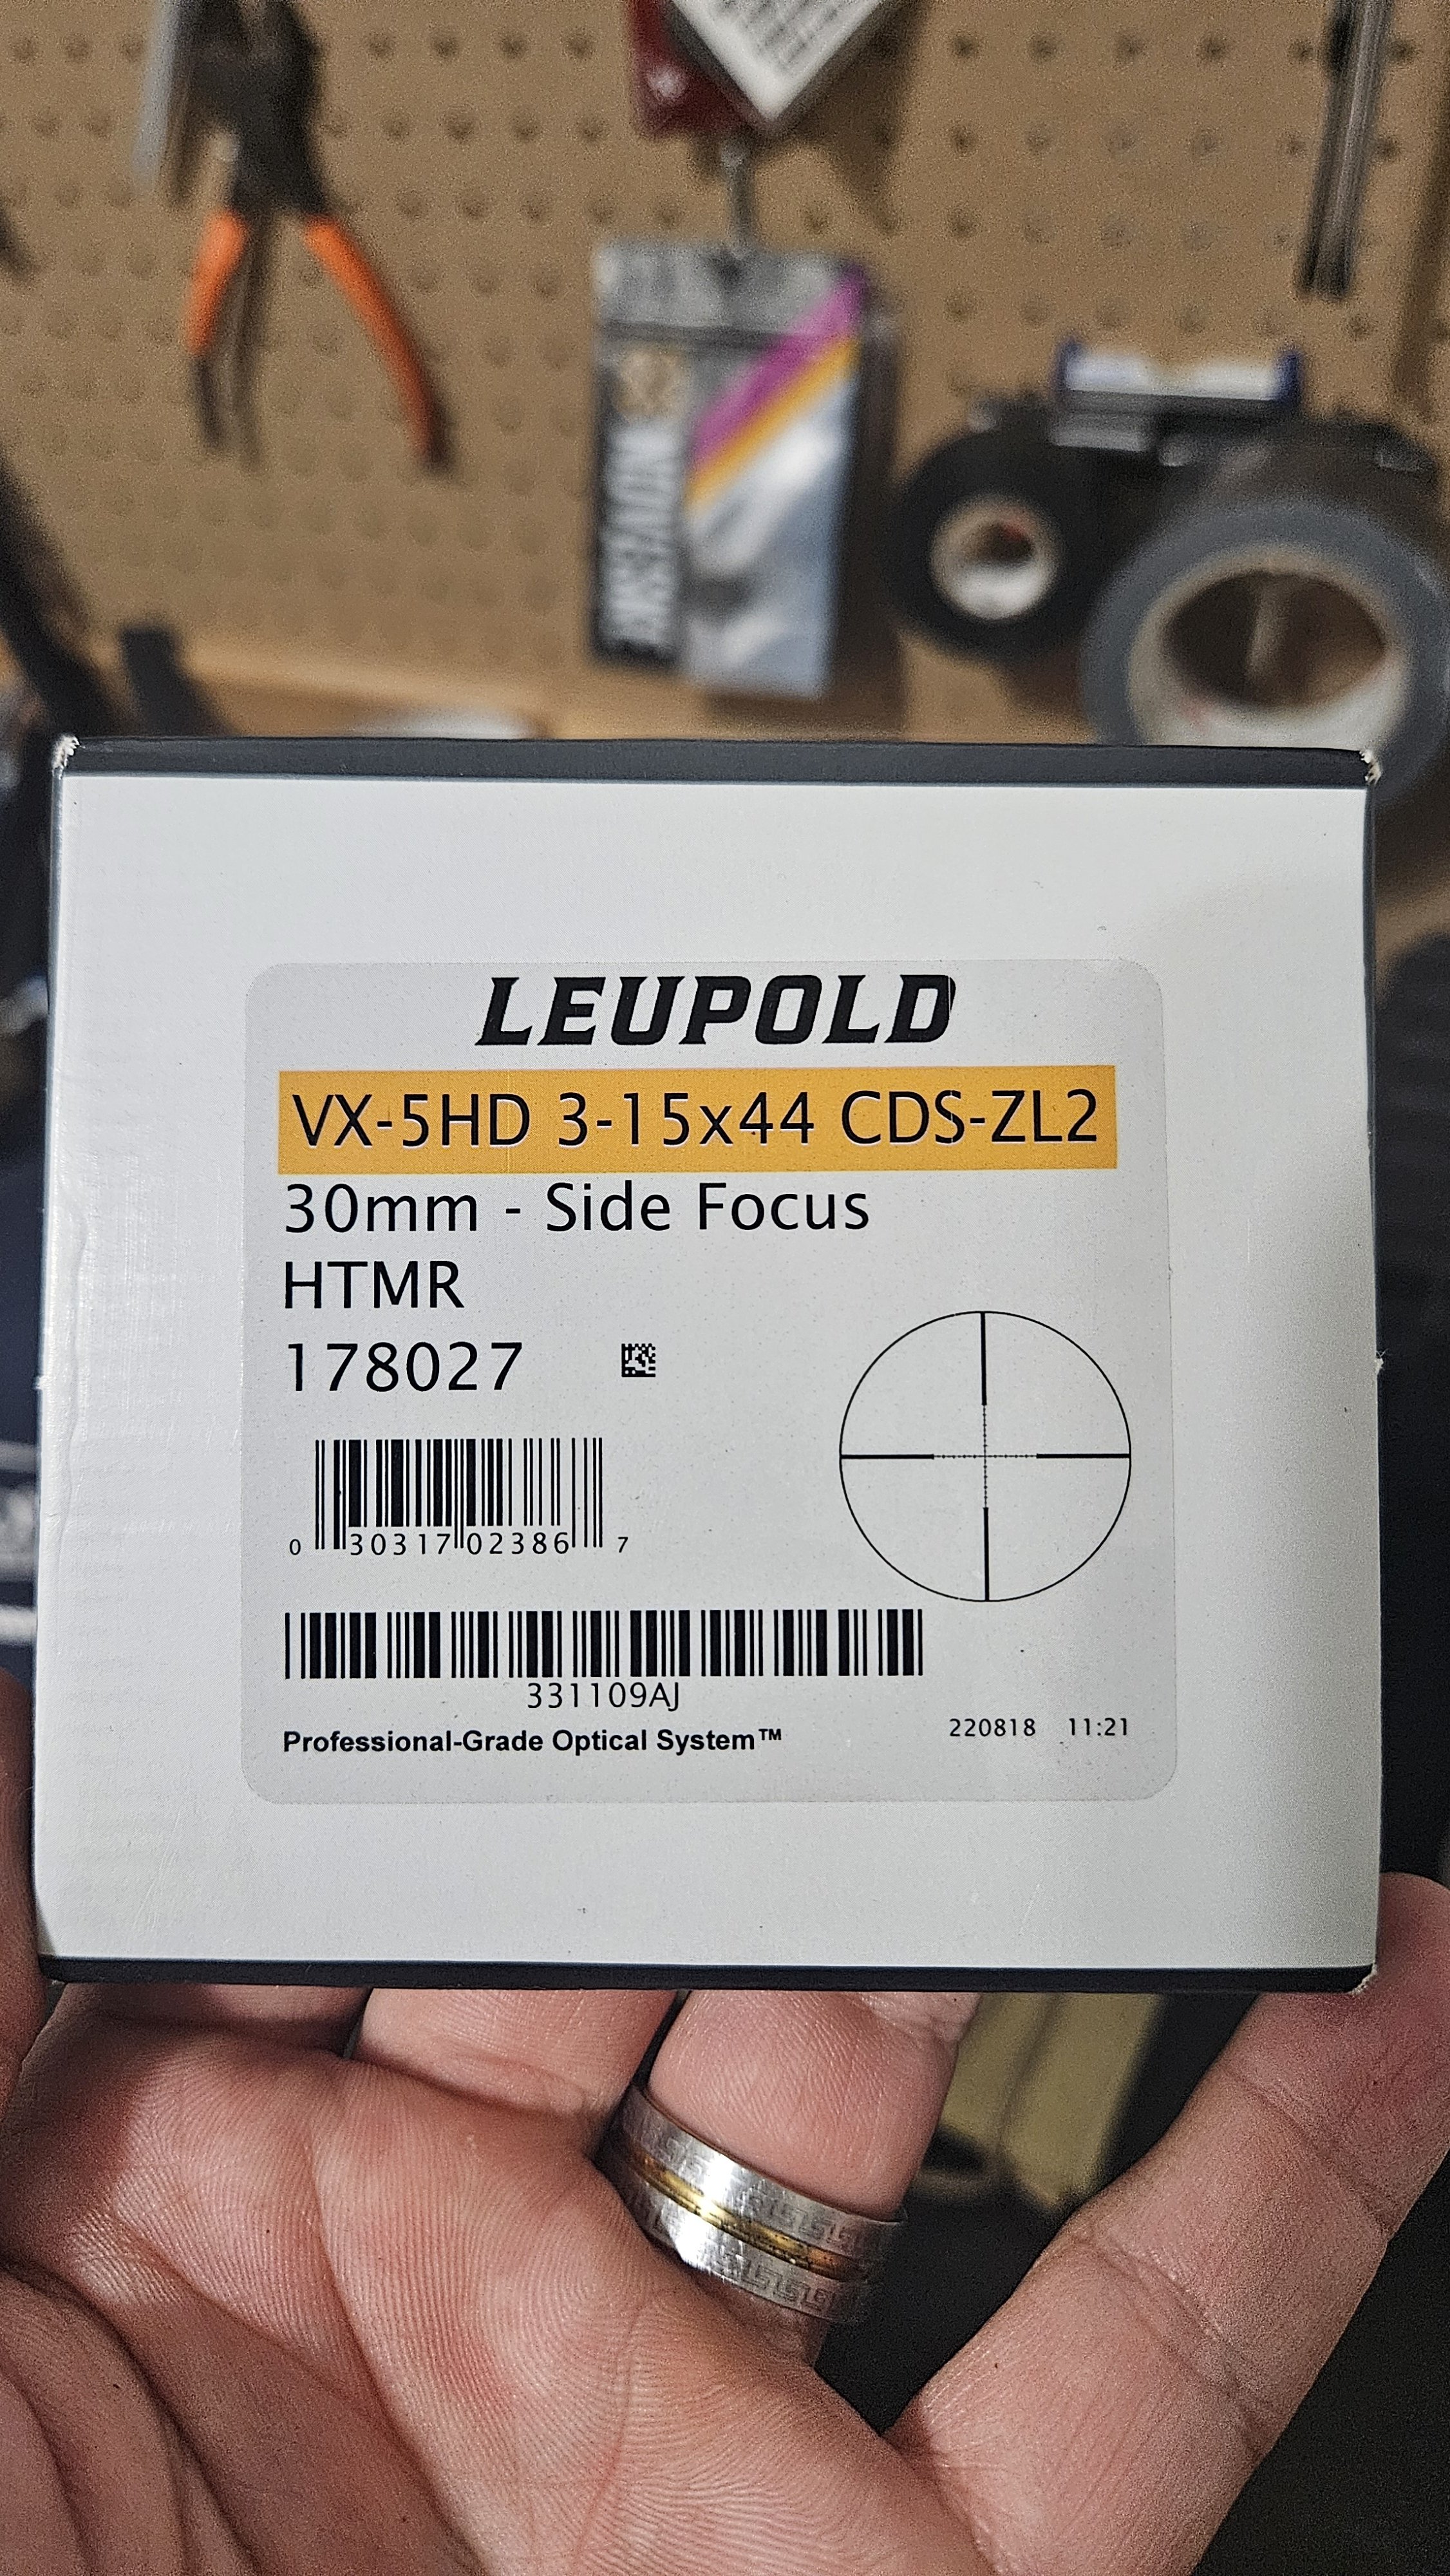 LEUPOLD
VX-5HD 3-15x44 CDS-ZL2
30mm - Side Focus
HTMR
178027
0 30317 02386 7
331109AJ
Professional-Grade Optical System™
220818 11:21